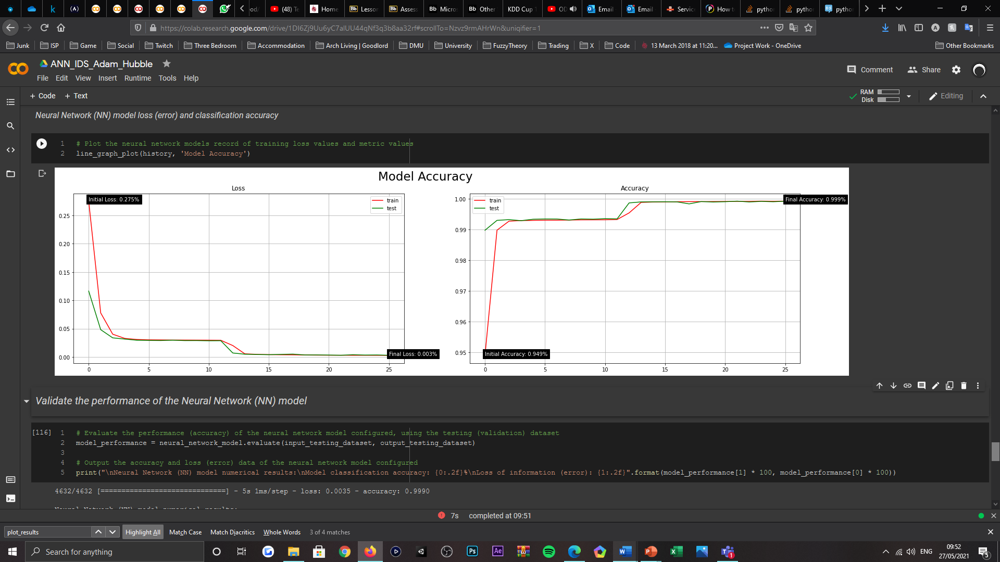 (48) Te
Home
Lesson
Assess
Micros
Other
KDD Cup
OD
Email
Email
Service
How to
python
python
python
https://colab.research.google.com/drive/1DI6Zj9Uu6yC7alUU44qNf3q3b8aa32rf#scrollTo=Nzvz9rmAHrWn&uniqifier=1
Junk
ISP
Game
Social
Twitch
Three Bedroom
Accommodation
Arch Living | Goodlord
DMU
University
FuzzyTheory
Trading
X
Code
13 March 2018 at 11:20...
Project Work - OneDrive
Other Bookmarks
ANN_IDS_Adam_Hubble
Comment
Share
File Edit View Insert Runtime Tools Help
+ Code + Text
RAM
Disk
Editing
Neural Network (NN) model loss (error) and classification accuracy
1 # Plot the neural network models record of training loss values and metric values
2 line_graph_plot(history, 'Model Accuracy')
Model Accuracy
Loss
Initial Loss: 0.275%
train
test
0.25
0.20
0.15
0.10
0.05
0.00
Final Loss: 0.003%
0 5 10 15 20 25
Accuracy
train
test
Final Accuracy: 0.999%
1.00
0.99
0.98
0.97
0.96
0.95
Initial Accuracy: 0.949%
0 5 10 15 20 25
Validate the performance of the Neural Network (NN) model
[116] 1 # Evaluate the performance (accuracy) of the neural network model configured, using the testing (validation) dataset
2 model_performance = neural_network_model.evaluate(input_testing_dataset, output_testing_dataset)
3
4 # Output the accuracy and loss (error) data of the neural network model configured
5 print("\nNeural Network (NN) model numerical results:\nModel classification accuracy: {0:.2f}%\nLoss of information (error): {1:.2f}".format(model_performance[1] * 100, model_performance[0] * 100))
4632/4632 [==============================] - 5s 1ms/step - loss: 0.0035 - accuracy: 0.9990
Neural Network (NN) model numerical results:
7s completed at 09:51
plot_results
Highlight All
Match Case
Match Diacritics
Whole Words
3 of 4 matches
Search for anything
ENG
09:52
27/05/2021